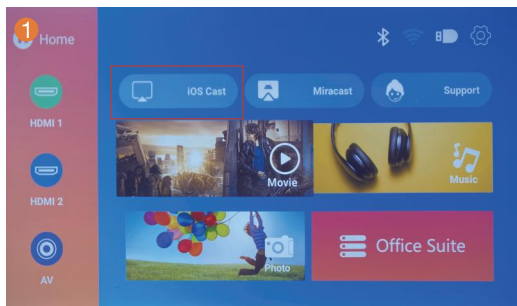 1
Home
iOS Cast
Miracast
Support
HDMI 1
Movie
Music
HDMI 2
Office Suite
Photo
AV